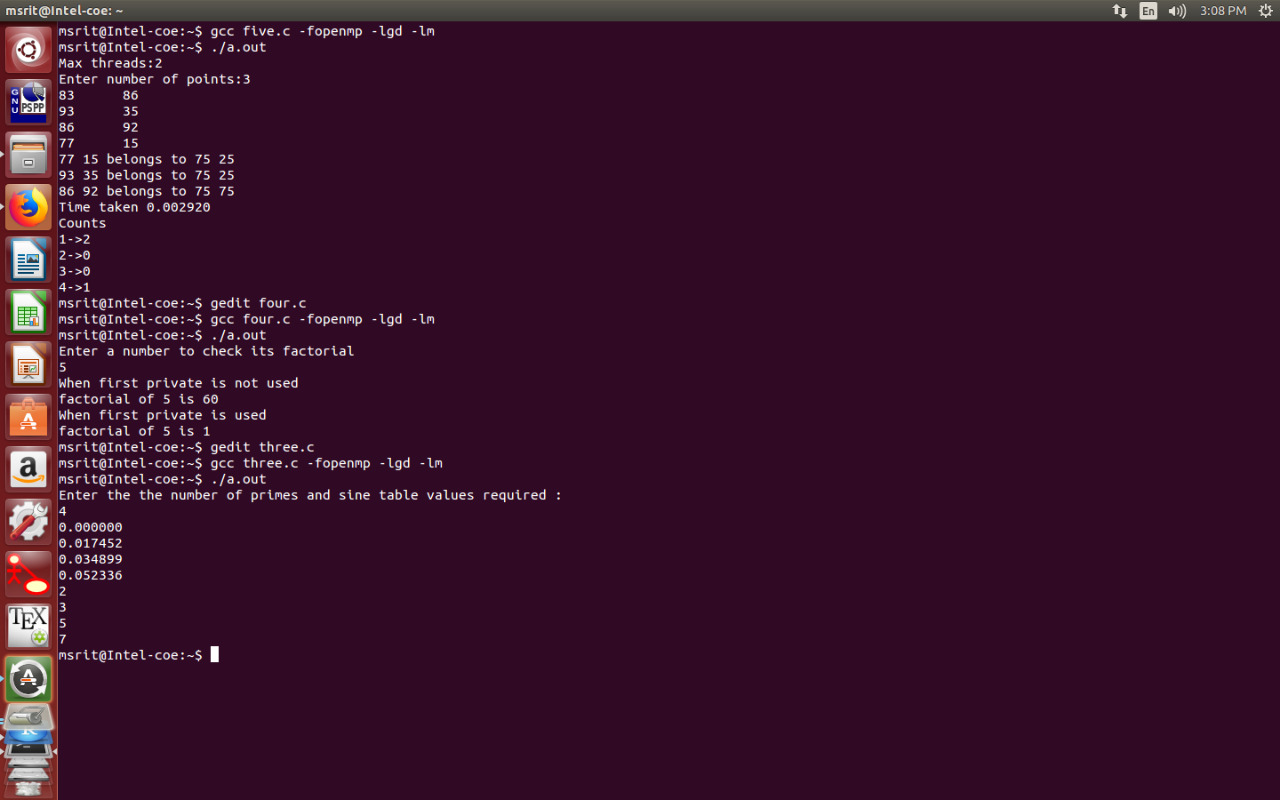 msrit@Intel-coe: ~
En
3:08 PM
msrit@Intel-coe:~$ gcc five.c -fopenmp -lgd -lm
msrit@Intel-coe:~$ ./a.out
Max threads:2
Enter number of points:3
83 86
93 35
86 92
77 15
77 15 belongs to 75 25
93 35 belongs to 75 25
86 92 belongs to 75 75
Time taken 0.002920
Counts
1->2
2->0
3->0
4->1
msrit@Intel-coe:~$ gedit four.c
msrit@Intel-coe:~$ gcc four.c -fopenmp -lgd -lm
msrit@Intel-coe:~$ ./a.out
Enter a number to check its factorial
5
When first private is not used
factorial of 5 is 60
When first private is used
factorial of 5 is 1
msrit@Intel-coe:~$ gedit three.c
msrit@Intel-coe:~$ gcc three.c -fopenmp -lgd -lm
msrit@Intel-coe:~$ ./a.out
Enter the the number of primes and sine table values required :
4
0.000000
0.017452
0.034899
0.052336
2
3
5
7
msrit@Intel-coe:~$
GNU
PSPP
a
TEX